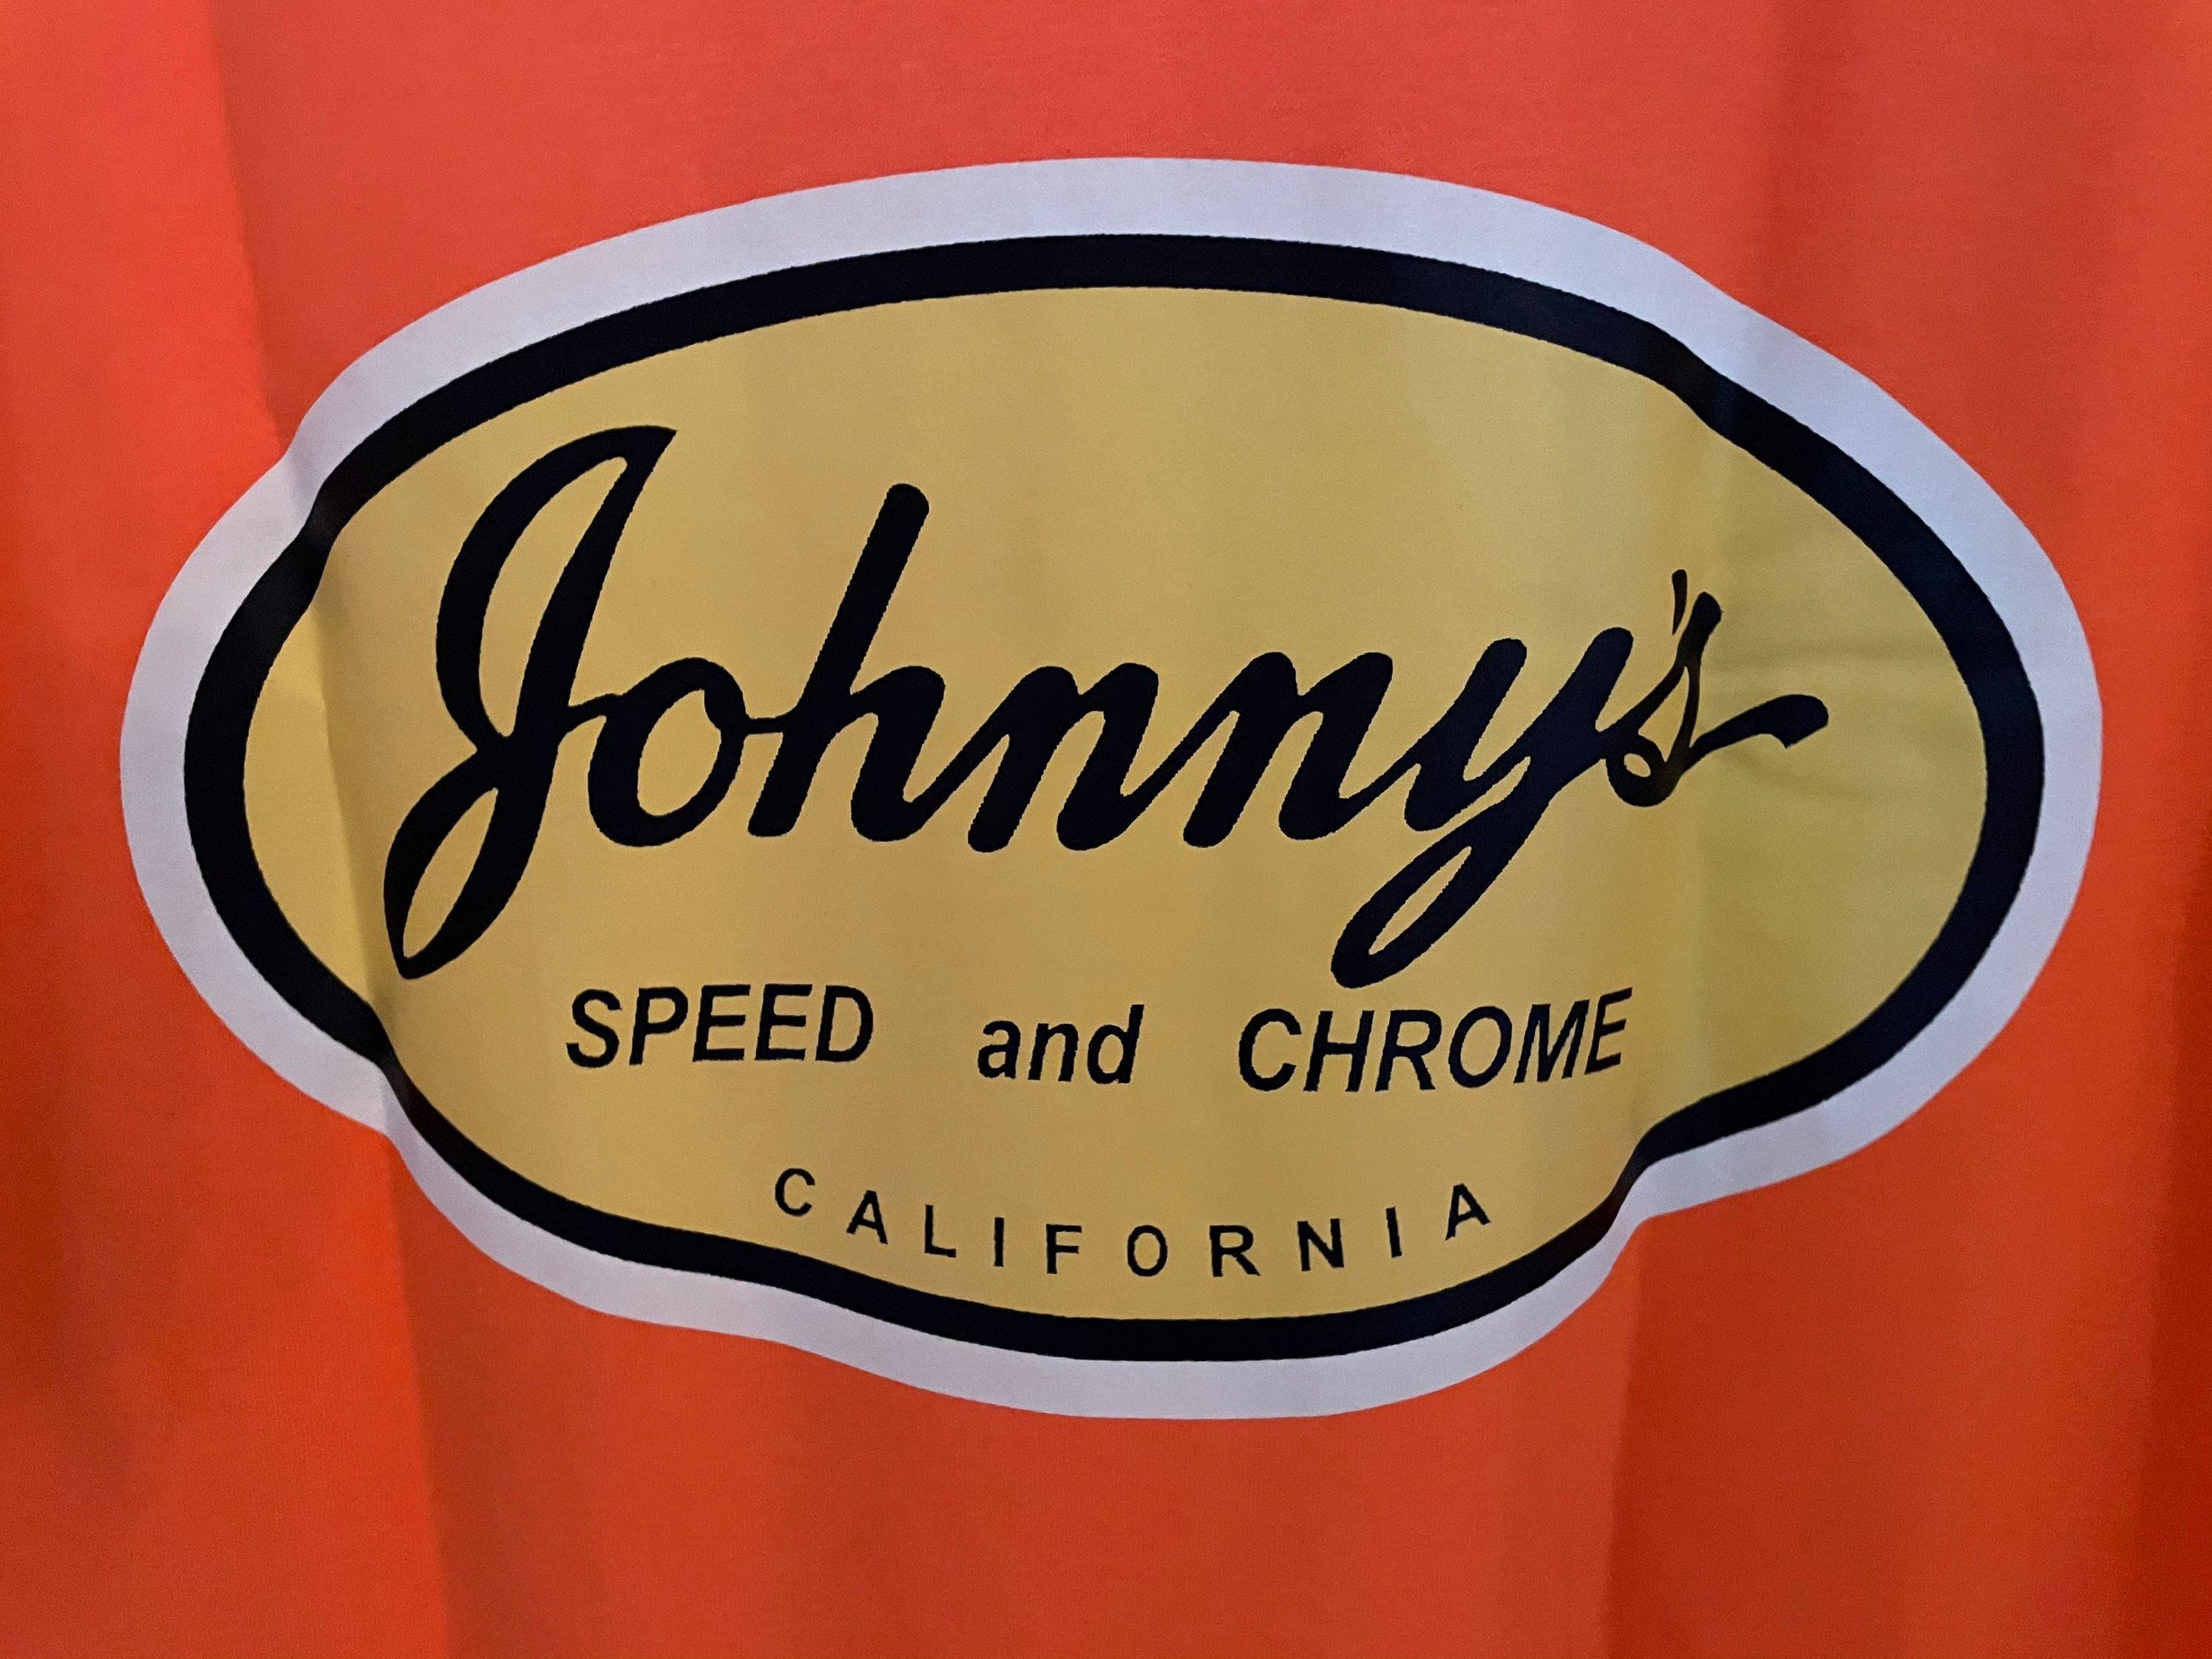 Johnny's
SPEED and CHROME
CALIFORNIA